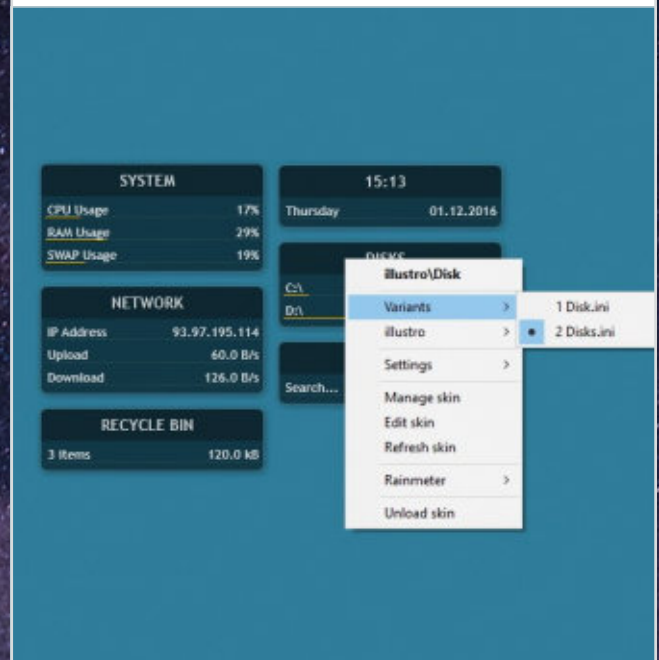 SYSTEM
CPU Usage 17%
RAM Usage 29%
SWAP Usage 19%
NETWORK
IP Address 93.97.195.114
Upload 60.0 B/s
Download 126.0 B/s
RECYCLE BIN
3 Items 120.0 kB
15:13
Thursday 01.12.2016
DISKS
C:\
D:\
Search...
illustro\Disk
Variants
illustro
Settings
Manage skin
Edit skin
Refresh skin
Rainmeter
Unload skin
1 Disk.ini
2 Disks.ini